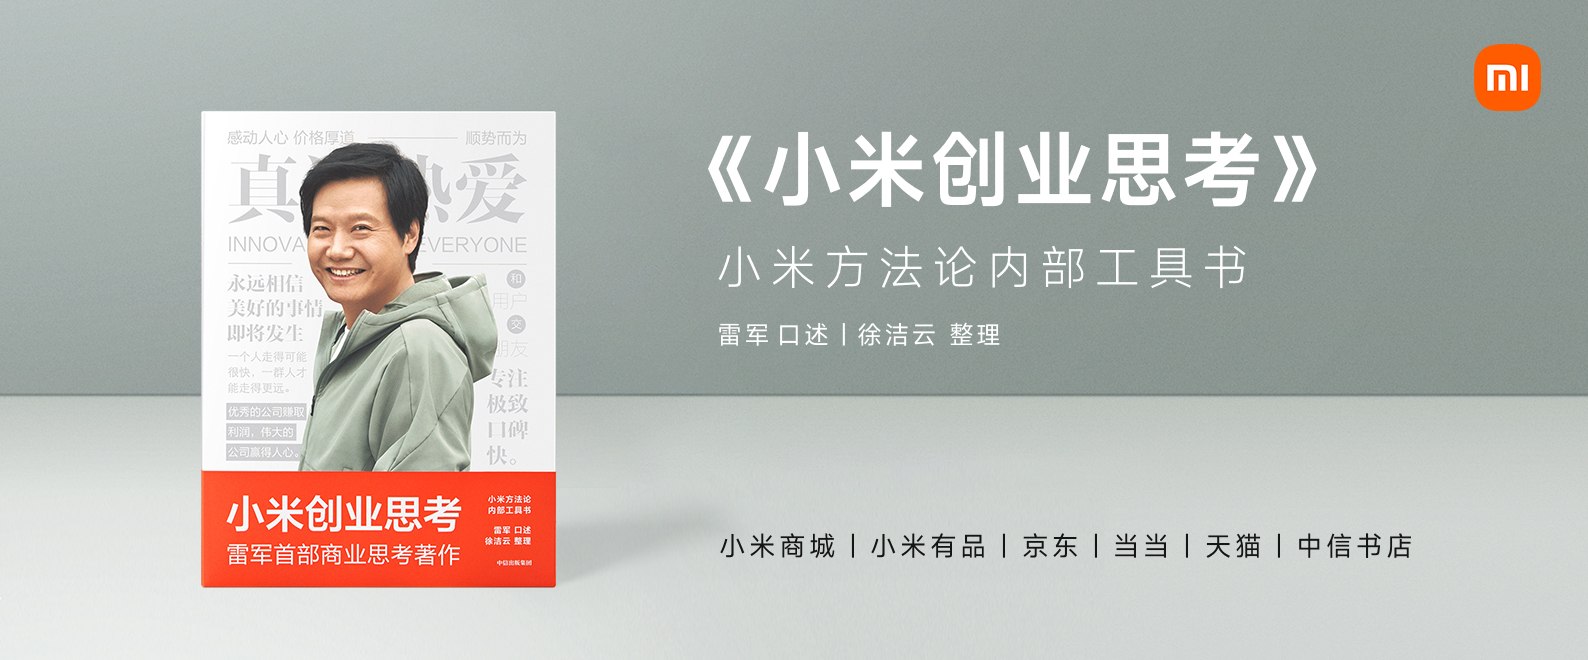 mi
《小米创业思考》
小米方法论内部工具书
雷军 口述 | 徐洁云 整理
小米商城 | 小米有品 | 京东 | 当当 | 天猫 | 中信书店
感动人心 价格厚道
顺势而为
真 热爱
INNOVA EVERYONE
永远相信
美好的事情
即将发生
一个人走得可能
很快，一群人才
能走得更远。
优秀的公司赚取
利润，伟大的
公司赢得人心。
和
用户
交
朋友
专注
极致
口碑
快。
小米创业思考
雷军首部商业思考著作
小米方法论
内部工具书
雷军 口述
徐洁云 整理
中信出版集团